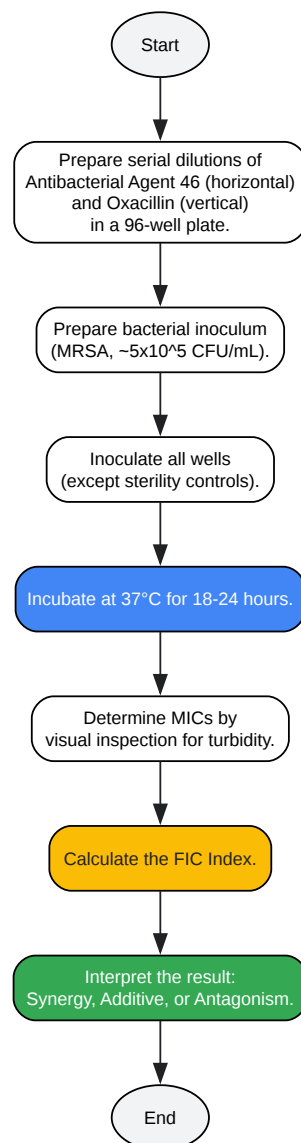 Start
Prepare serial dilutions of
Antibacterial Agent 46 (horizontal)
and Oxacillin (vertical)
in a 96-well plate.
Prepare bacterial inoculum
(MRSA, ~5x10^5 CFU/mL).
Inoculate all wells
(except sterility controls).
Incubate at 37°C for 18-24 hours.
Determine MICs by
visual inspection for turbidity.
Calculate the FIC Index.
Interpret the result:
Synergy, Additive, or Antagonism.
End